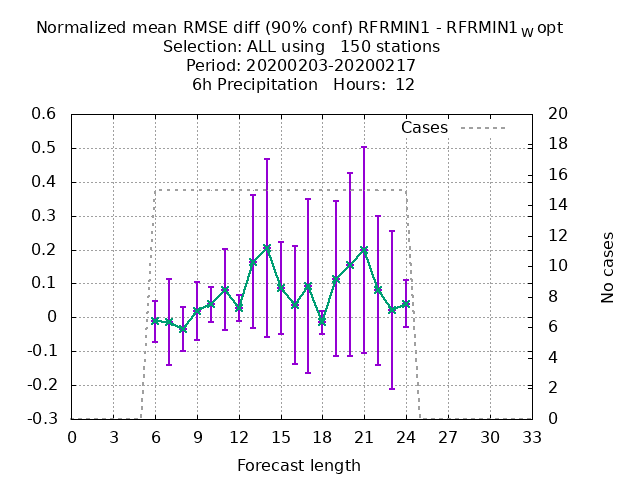 Normalized mean RMSE diff (90% conf) RFRMIN1 - RFRMIN1wopt
Selection: ALL using   150 stations
Period: 20200203-20200217
6h Precipitation   Hours:  12
Cases
0.6
0.5
0.4
0.3
0.2
0.1
0
-0.1
-0.2
-0.3
20
18
16
14
12
10
8
6
4
2
0
No cases
0 3 6 9 12 15 18 21 24 27 30 33
Forecast length